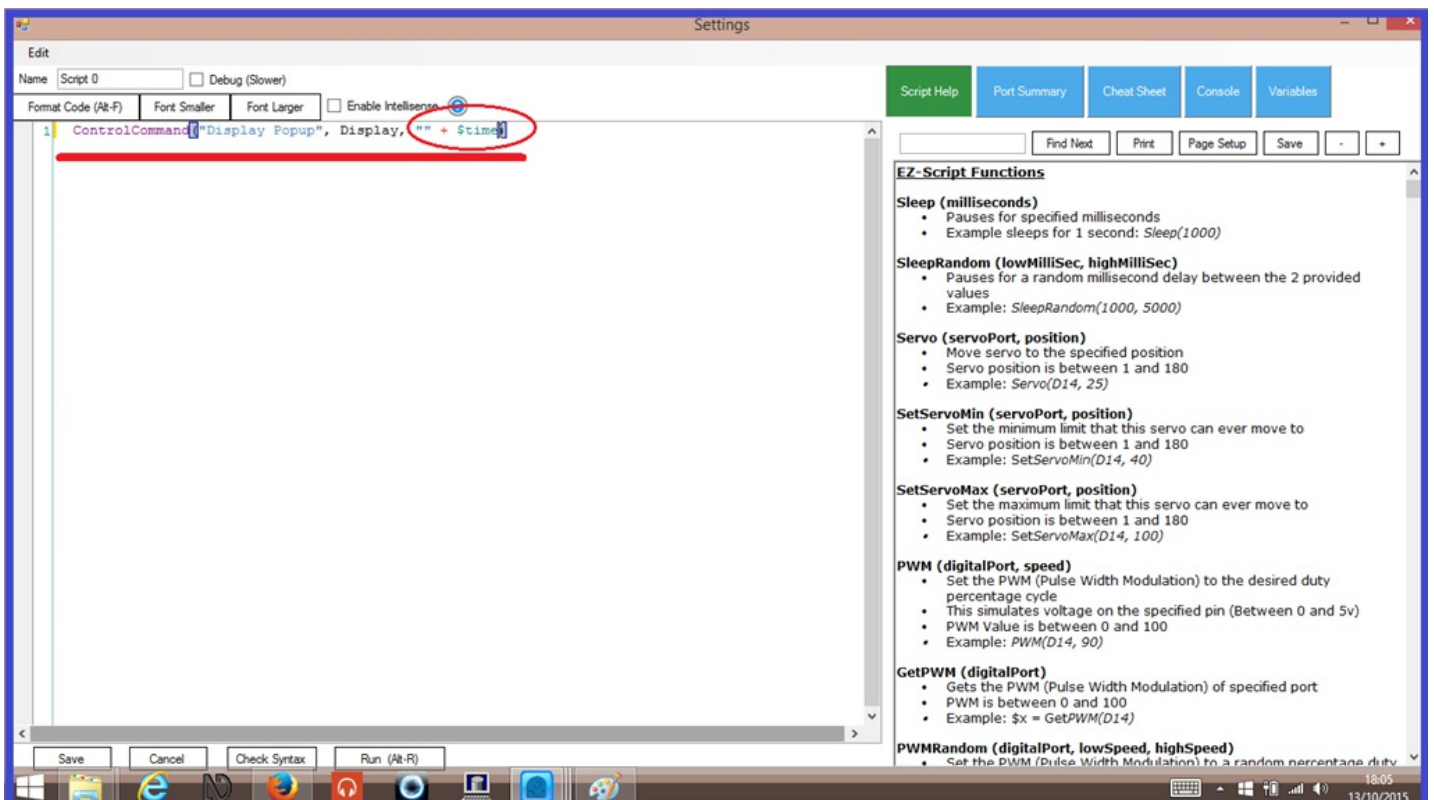 Settings
Edit
Name Script 0 Debug (Slower)
Format Code (Alt-F) Font Smaller Font Larger Enable Intellisense
1 ControlCommand("Display Popup", Display, "" + $time)
Save Cancel Check Syntax Run (Alt-R)
Script Help Port Summary Cheat Sheet Console Variables
Find Next Print Page Setup Save - +
EZ-Script Functions
Sleep (milliseconds)
• Pauses for specified milliseconds
• Example sleeps for 1 second: Sleep(1000)
SleepRandom (lowMilliSec, highMilliSec)
• Pauses for a random millisecond delay between the 2 provided
values
• Example: SleepRandom(1000, 5000)
Servo (servoPort, position)
• Move servo to the specified position
• Servo position is between 1 and 180
• Example: Servo(D14, 25)
SetServoMin (servoPort, position)
• Set the minimum limit that this servo can ever move to
• Servo position is between 1 and 180
• Example: SetServoMin(D14, 40)
SetServoMax (servoPort, position)
• Set the maximum limit that this servo can ever move to
• Servo position is between 1 and 180
• Example: SetServoMax(D14, 100)
PWM (digitalPort, speed)
• Set the PWM (Pulse Width Modulation) to the desired duty
percentage cycle
• This simulates voltage on the specified pin (Between 0 and 5v)
• PWM Value is between 0 and 100
• Example: PWM(D14, 90)
GetPWM (digitalPort)
• Gets the PWM (Pulse Width Modulation) of specified port
• PWM is between 0 and 100
• Example: $x = GetPWM(D14)
PWMRandom (digitalPort, lowSpeed, highSpeed)
• Set the PWM (Pulse Width Modulation) to a random percentage duty
18:05
13/10/2015